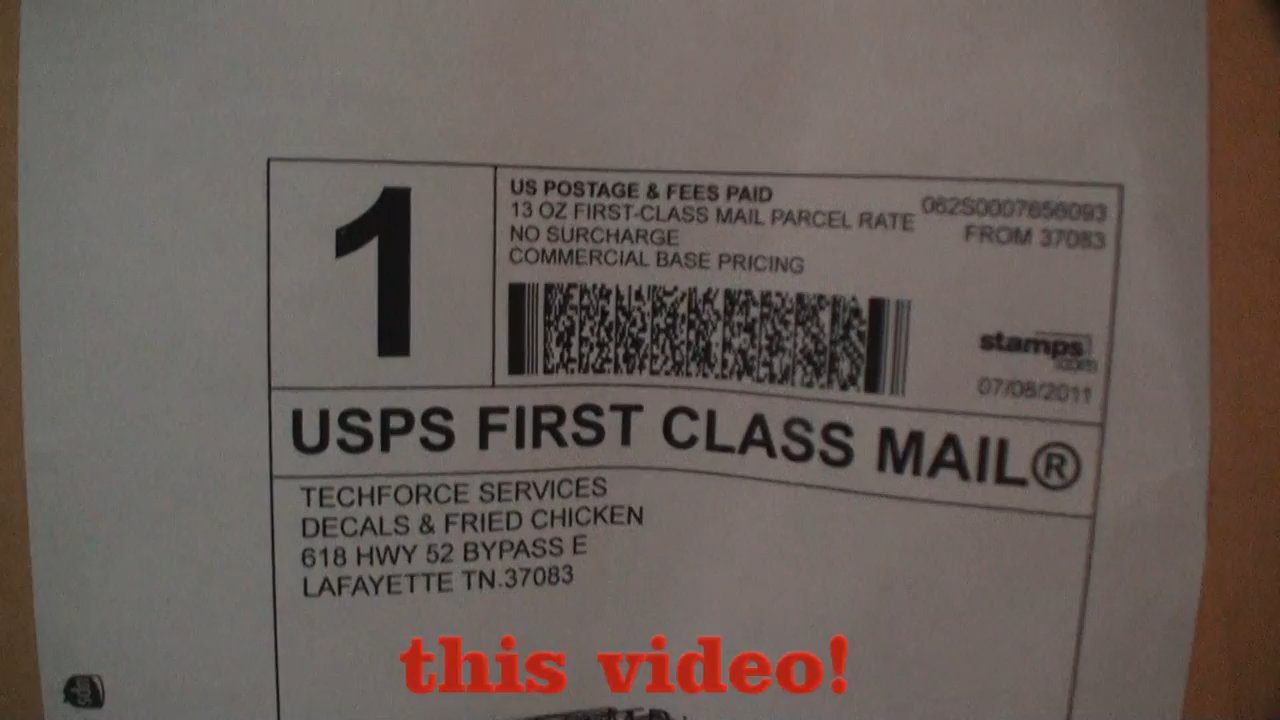 1
US POSTAGE & FEES PAID
13 OZ FIRST-CLASS MAIL PARCEL RATE
NO SURCHARGE
COMMERCIAL BASE PRICING
062S0007656093
FROM 37083
stamps
.com
07/08/2011
USPS FIRST CLASS MAIL®
TECHFORCE SERVICES
DECALS & FRIED CHICKEN
618 HWY 52 BYPASS E
LAFAYETTE TN.37083
this video!